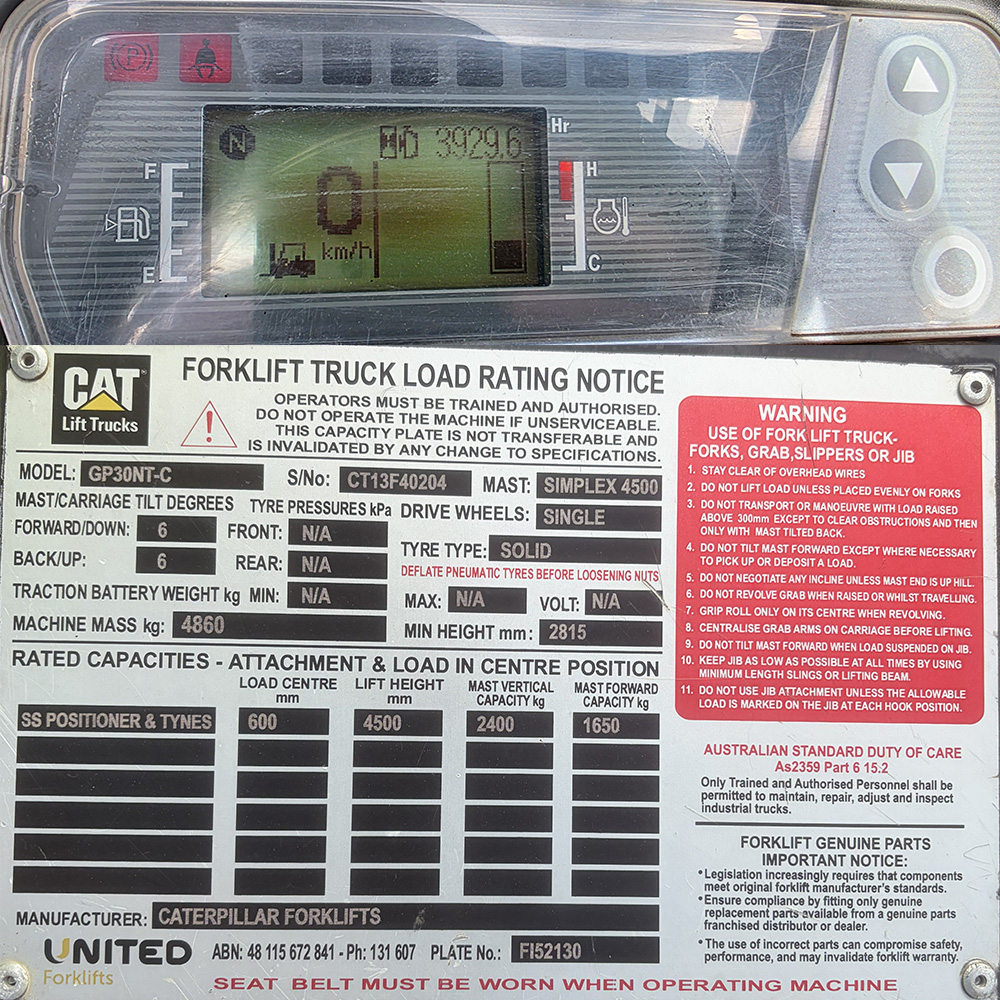 P
N
3929.6 Hr
F
H
0
km/h
E
C
CAT
Lift Trucks
FORKLIFT TRUCK LOAD RATING NOTICE
OPERATORS MUST BE TRAINED AND AUTHORISED.
DO NOT OPERATE THE MACHINE IF UNSERVICEABLE.
THIS CAPACITY PLATE IS NOT TRANSFERABLE AND
IS INVALIDATED BY ANY CHANGE TO SPECIFICATIONS.
MODEL: GP30NT-C S/No: CT13F40204 MAST: SIMPLEX 4500
MAST/CARRIAGE TILT DEGREES TYRE PRESSURES kPa DRIVE WHEELS: SINGLE
FORWARD/DOWN: 6 FRONT: N/A
BACK/UP: 6 REAR: N/A TYRE TYPE: SOLID
DEFLATE PNEUMATIC TYRES BEFORE LOOSENING NUTS
TRACTION BATTERY WEIGHT kg MIN: N/A MAX: N/A VOLT: N/A
MACHINE MASS kg: 4860 MIN HEIGHT mm: 2815
RATED CAPACITIES - ATTACHMENT & LOAD IN CENTRE POSITION
LOAD CENTRE mm LIFT HEIGHT mm MAST VERTICAL CAPACITY kg MAST FORWARD CAPACITY kg
SS POSITIONER & TYNES 600 4500 2400 1650
MANUFACTURER: CATERPILLAR FORKLIFTS
UNITED
Forklifts
ABN: 48 115 672 841 - Ph: 131 607 PLATE No.: FI52130
WARNING
USE OF FORK LIFT TRUCK-
FORKS, GRAB,SLIPPERS OR JIB
1. STAY CLEAR OF OVERHEAD WIRES
2. DO NOT LIFT LOAD UNLESS PLACED EVENLY ON FORKS
3. DO NOT TRANSPORT OR MANOEUVRE WITH LOAD RAISED
ABOVE 300mm EXCEPT TO CLEAR OBSTRUCTIONS AND THEN
ONLY WITH MAST TILTED BACK.
4. DO NOT TILT MAST FORWARD EXCEPT WHERE NECESSARY
TO PICK UP OR DEPOSIT A LOAD.
5. DO NOT NEGOTIATE ANY INCLINE UNLESS MAST END IS UP HILL.
6. DO NOT REVOLVE GRAB WHEN RAISED OR WHILST TRAVELLING.
7. GRIP ROLL ONLY ON ITS CENTRE WHEN REVOLVING.
8. CENTRALISE GRAB ARMS ON CARRIAGE BEFORE LIFTING.
9. DO NOT TILT MAST FORWARD WHEN LOAD SUSPENDED ON JIB.
10. KEEP JIB AS LOW AS POSSIBLE AT ALL TIMES BY USING
MINIMUM LENGTH SLINGS OR LIFTING BEAM.
11. DO NOT USE JIB ATTACHMENT UNLESS THE ALLOWABLE
LOAD IS MARKED ON THE JIB AT EACH HOOK POSITION.
AUSTRALIAN STANDARD DUTY OF CARE
As2359 Part 6 15.2
Only Trained and Authorised Personnel shall be
permitted to maintain, repair, adjust and inspect
industrial trucks.
FORKLIFT GENUINE PARTS
IMPORTANT NOTICE:
• Legislation increasingly requires that components
meet original forklift manufacturer's standards.
• Ensure compliance by fitting only genuine
replacement parts available from a genuine parts
franchised distributor or dealer.
• The use of incorrect parts can compromise safety,
performance, and may invalidate forklift warranty.
SEAT BELT MUST BE WORN WHEN OPERATING MACHINE